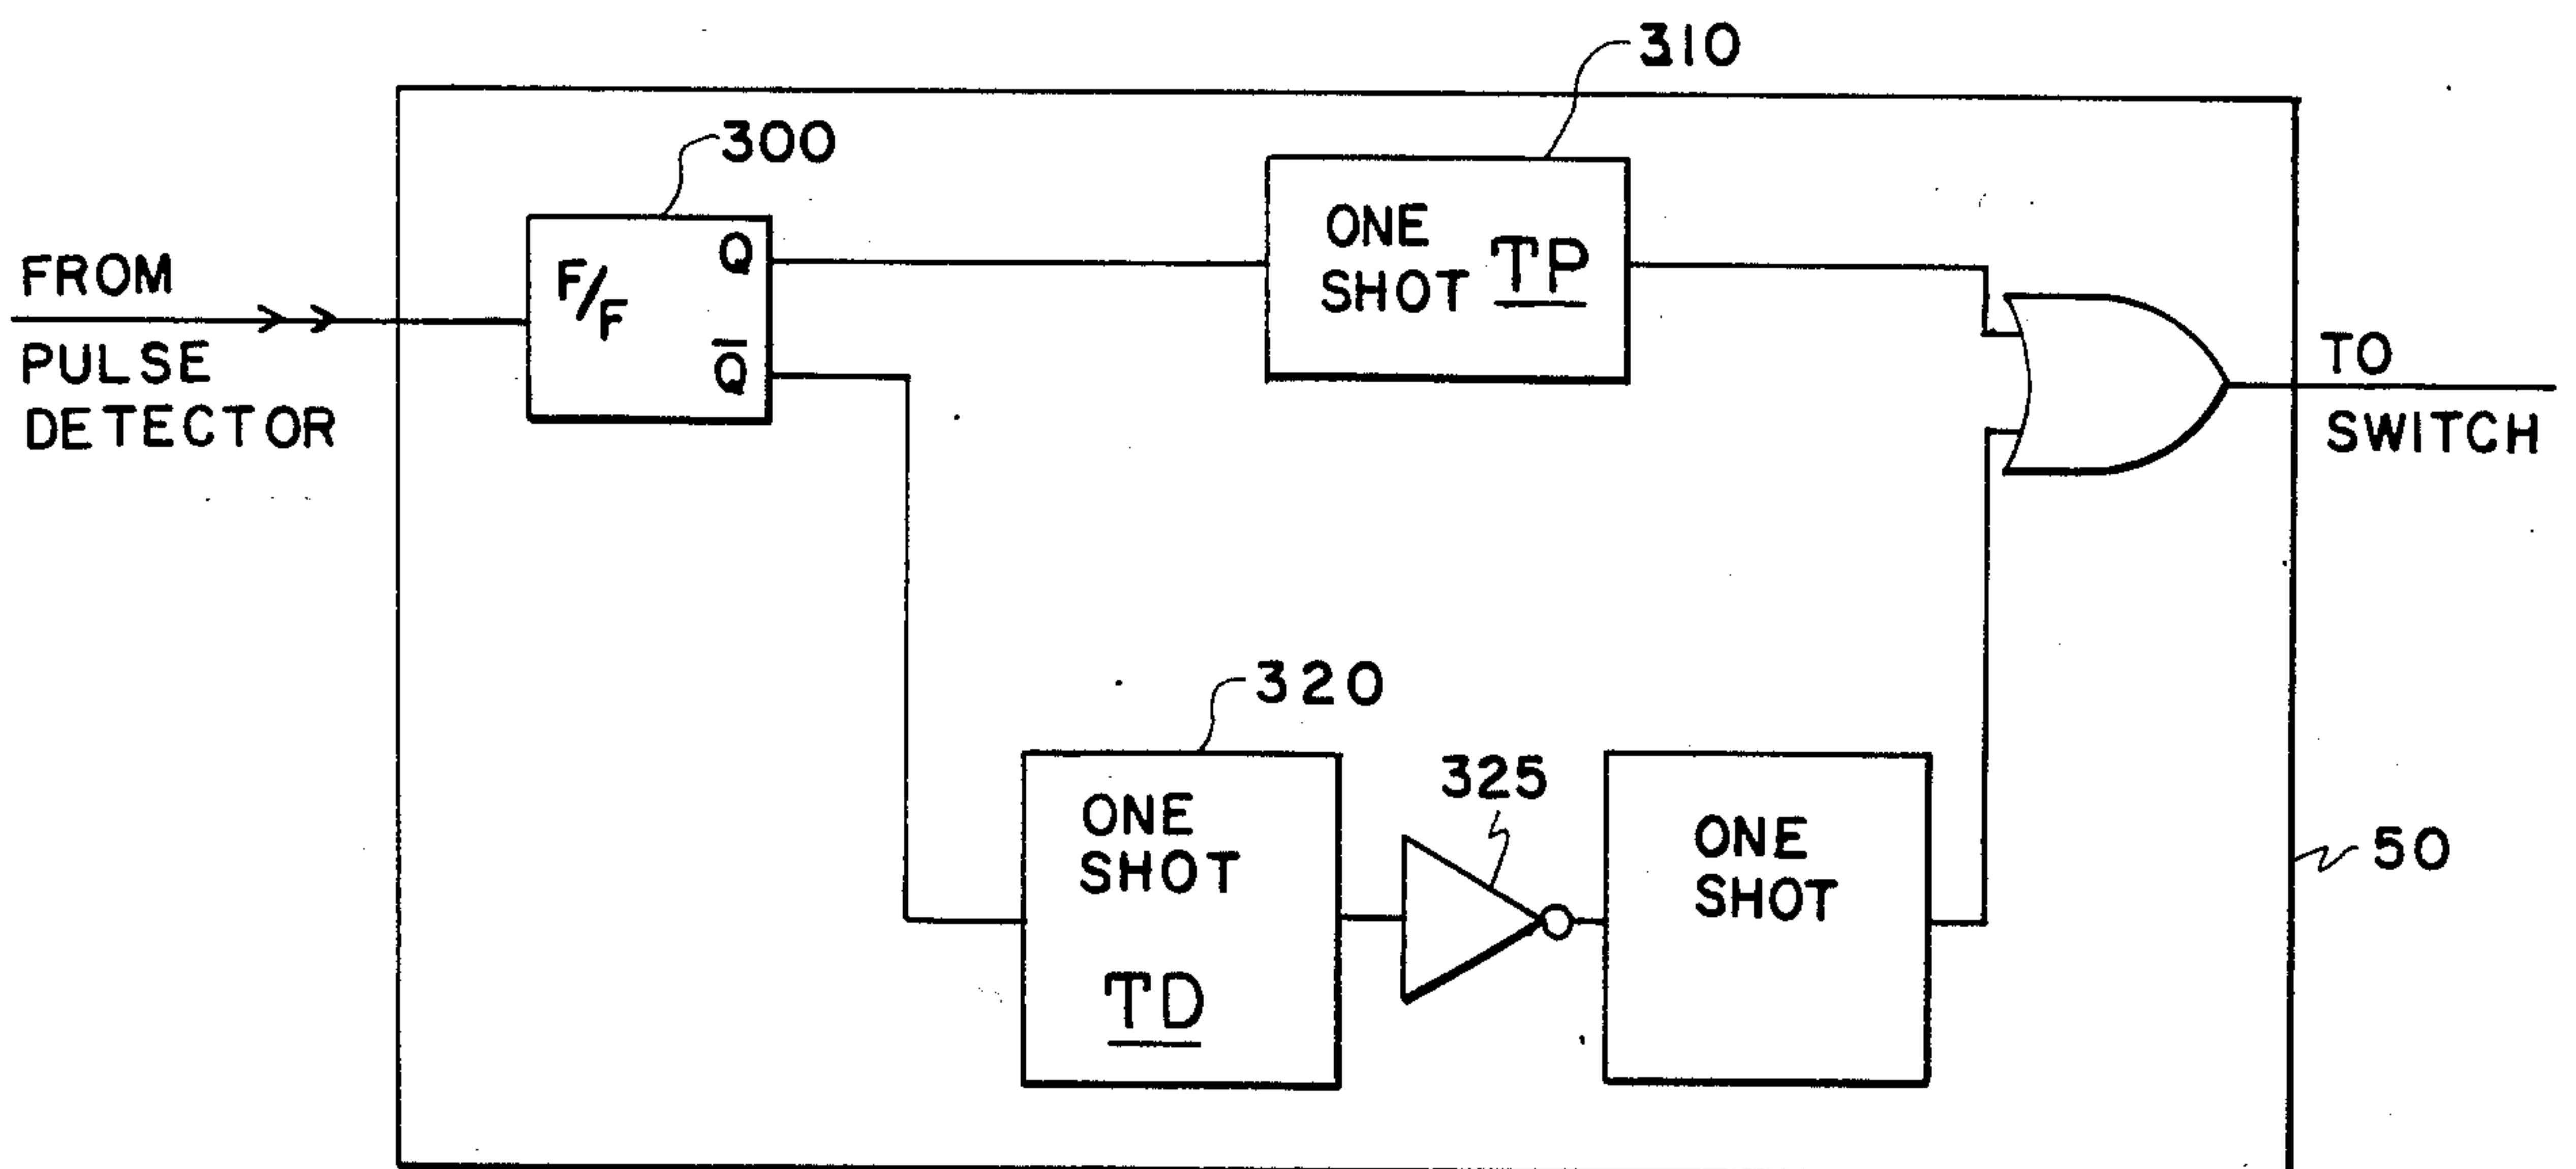 310
300
FROM
PULSE
DETECTOR
F/F
Q
Q̅
ONE
SHOT TP
TO
SWITCH
320
ONE
SHOT
TD
325
ONE
SHOT
50